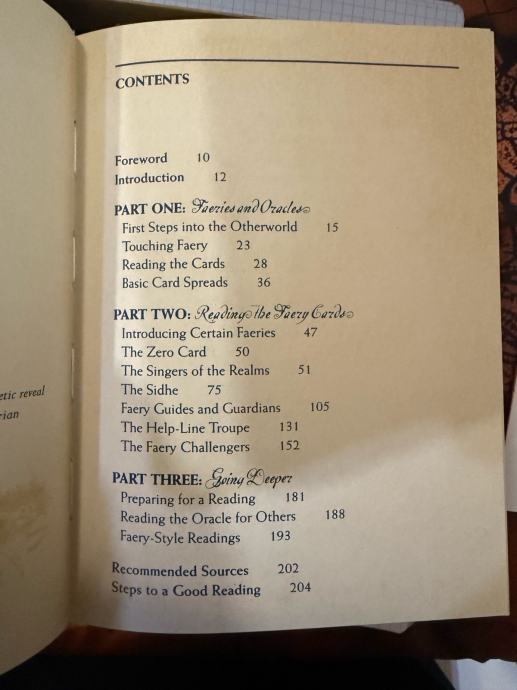 CONTENTS
Foreword 10
Introduction 12
PART ONE: Faeries and Oracles
First Steps into the Otherworld 15
Touching Faery 23
Reading the Cards 28
Basic Card Spreads 36
PART TWO: Reading the Faery Cards
Introducing Certain Faeries 47
The Zero Card 50
The Singers of the Realms 51
The Sidhe 75
Faery Guides and Guardians 105
The Help-Line Troupe 131
The Faery Challengers 152
PART THREE: Going Deeper
Preparing for a Reading 181
Reading the Oracle for Others 188
Faery-Style Readings 193
Recommended Sources 202
Steps to a Good Reading 204
etic reveal
rian